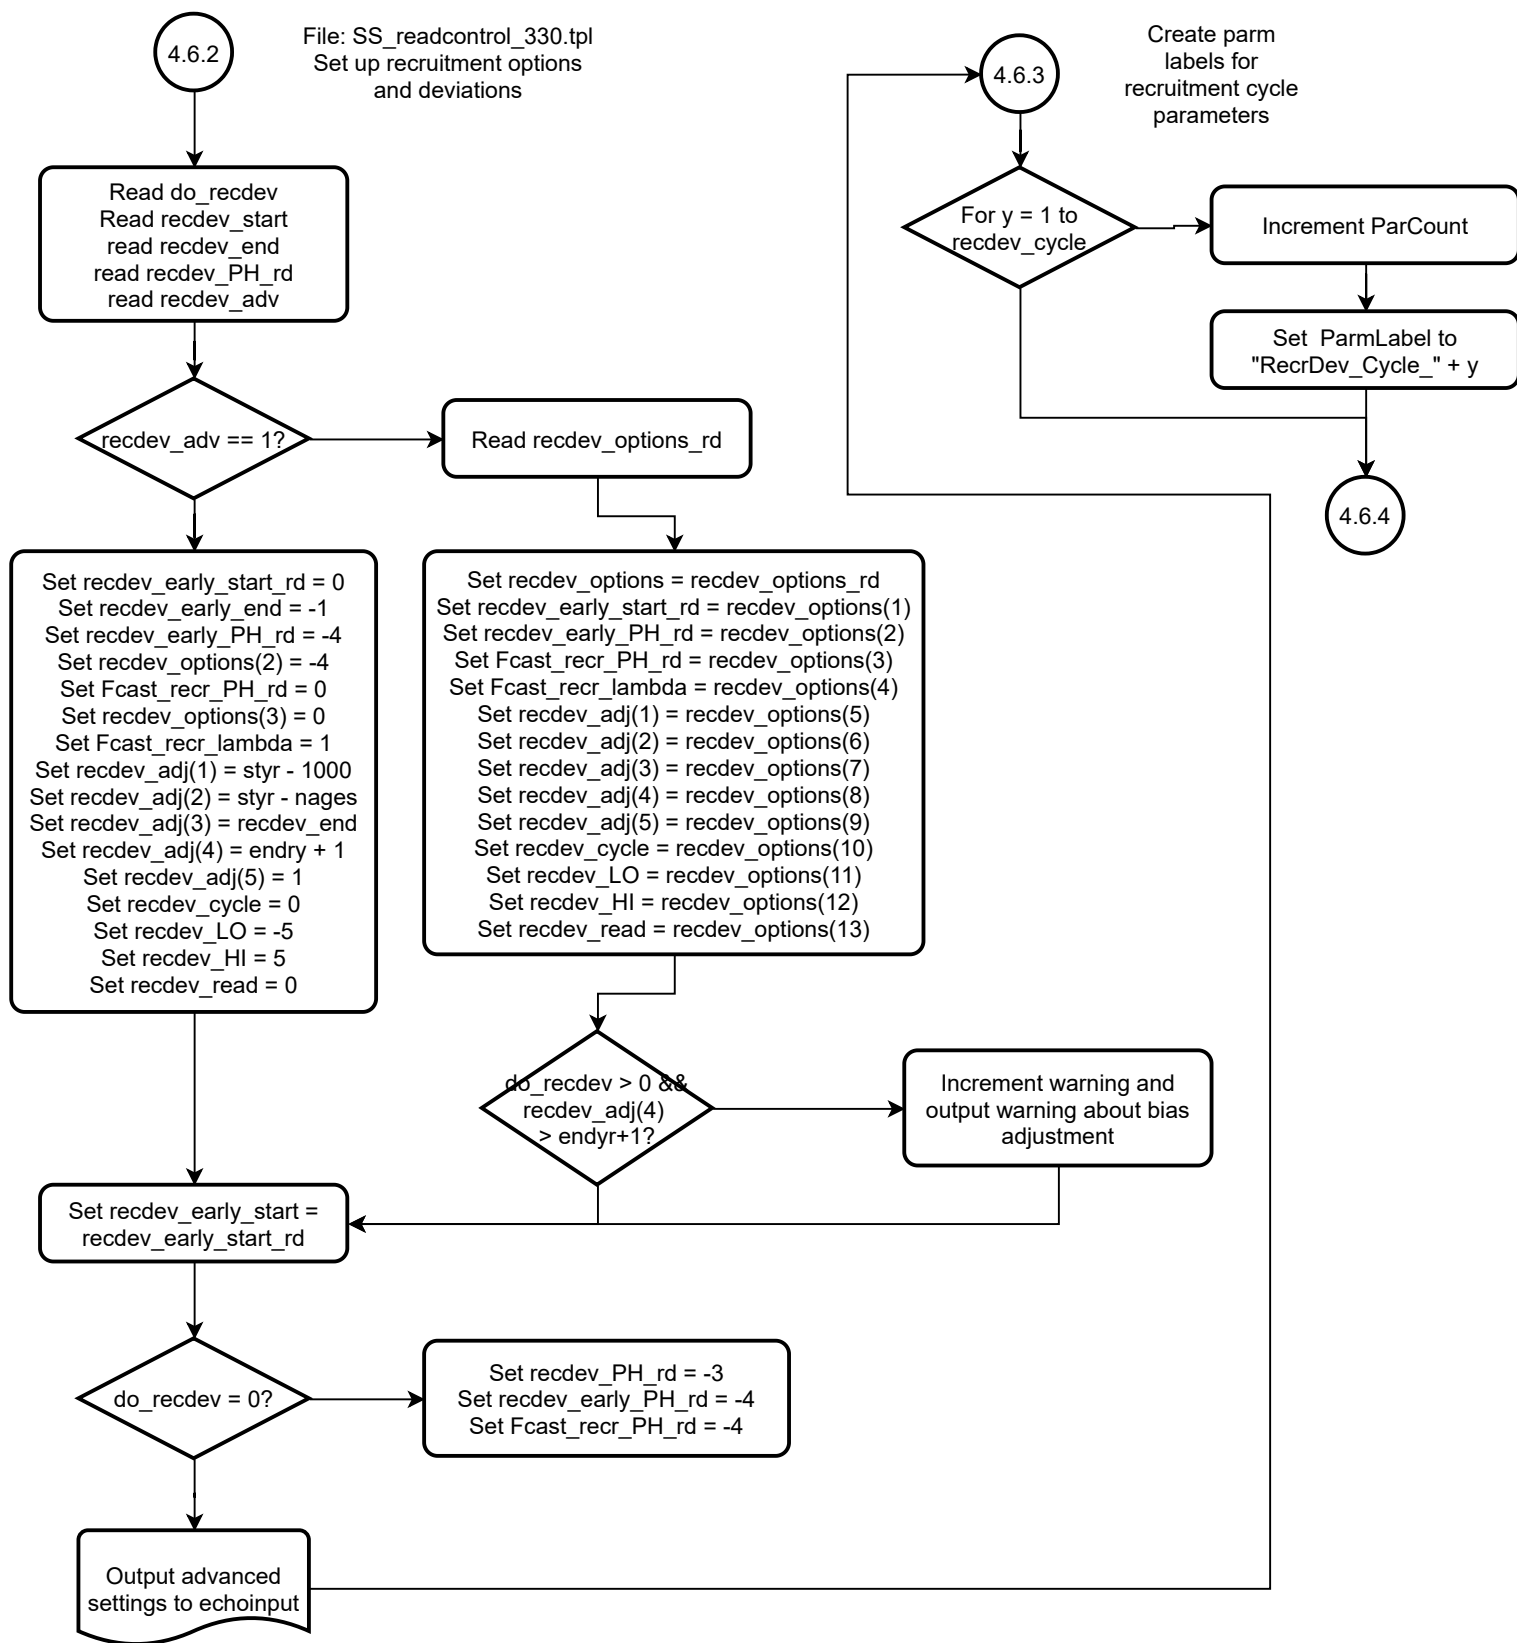 4.6.2
File: SS_readcontrol_330.tpl
Set up recruitment options
and deviations
Read do_recdev
Read recdev_start
read recdev_end
read recdev_PH_rd
read recdev_adv
recdev_adv == 1?
Read recdev_options_rd
Set recdev_early_start_rd = 0
Set recdev_early_end = -1
Set recdev_early_PH_rd = -4
Set recdev_options(2) = -4
Set Fcast_recr_PH_rd = 0
Set recdev_options(3) = 0
Set Fcast_recr_lambda = 1
Set recdev_adj(1) = styr - 1000
Set recdev_adj(2) = styr - nages
Set recdev_adj(3) = recdev_end
Set recdev_adj(4) = endry + 1
Set recdev_adj(5) = 1
Set recdev_cycle = 0
Set recdev_LO = -5
Set recdev_HI = 5
Set recdev_read = 0
Set recdev_options = recdev_options_rd
Set recdev_early_start_rd = recdev_options(1)
Set recdev_early_PH_rd = recdev_options(2)
Set Fcast_recr_PH_rd = recdev_options(3)
Set Fcast_recr_lambda = recdev_options(4)
Set recdev_adj(1) = recdev_options(5)
Set recdev_adj(2) = recdev_options(6)
Set recdev_adj(3) = recdev_options(7)
Set recdev_adj(4) = recdev_options(8)
Set recdev_adj(5) = recdev_options(9)
Set recdev_cycle = recdev_options(10)
Set recdev_LO = recdev_options(11)
Set recdev_HI = recdev_options(12)
Set recdev_read = recdev_options(13)
do_recdev > 0 &&
recdev_adj(4)
> endyr+1?
Increment warning and
output warning about bias
adjustment
Set recdev_early_start =
recdev_early_start_rd
do_recdev = 0?
Set recdev_PH_rd = -3
Set recdev_early_PH_rd = -4
Set Fcast_recr_PH_rd = -4
Output advanced
settings to echoinput
4.6.3
Create parm
labels for
recruitment cycle
parameters
For y = 1 to
recdev_cycle
Increment ParCount
Set  ParmLabel to
"RecrDev_Cycle_" + y
4.6.4